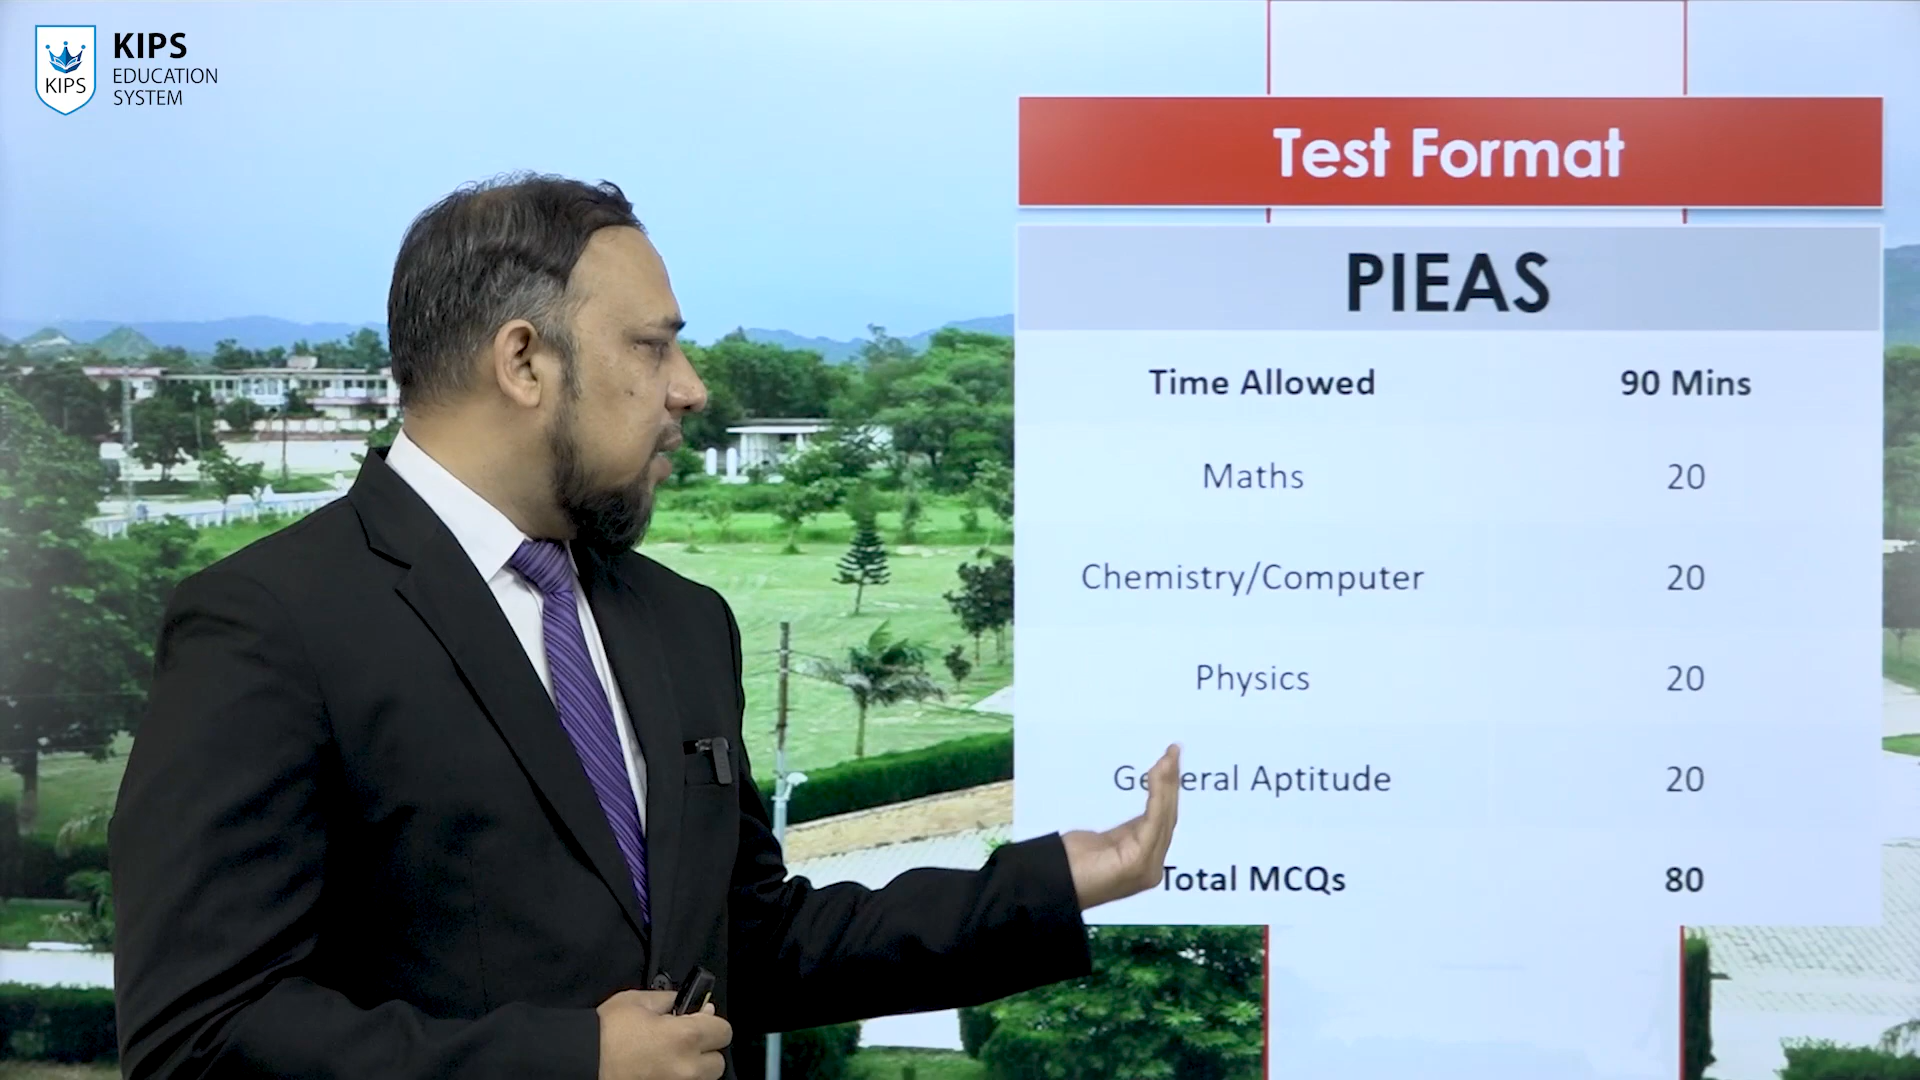 KIPS
KIPS
EDUCATION
SYSTEM
Test Format
PIEAS
Time Allowed 90 Mins
Maths 20
Chemistry/Computer 20
Physics 20
General Aptitude 20
Total MCQs 80